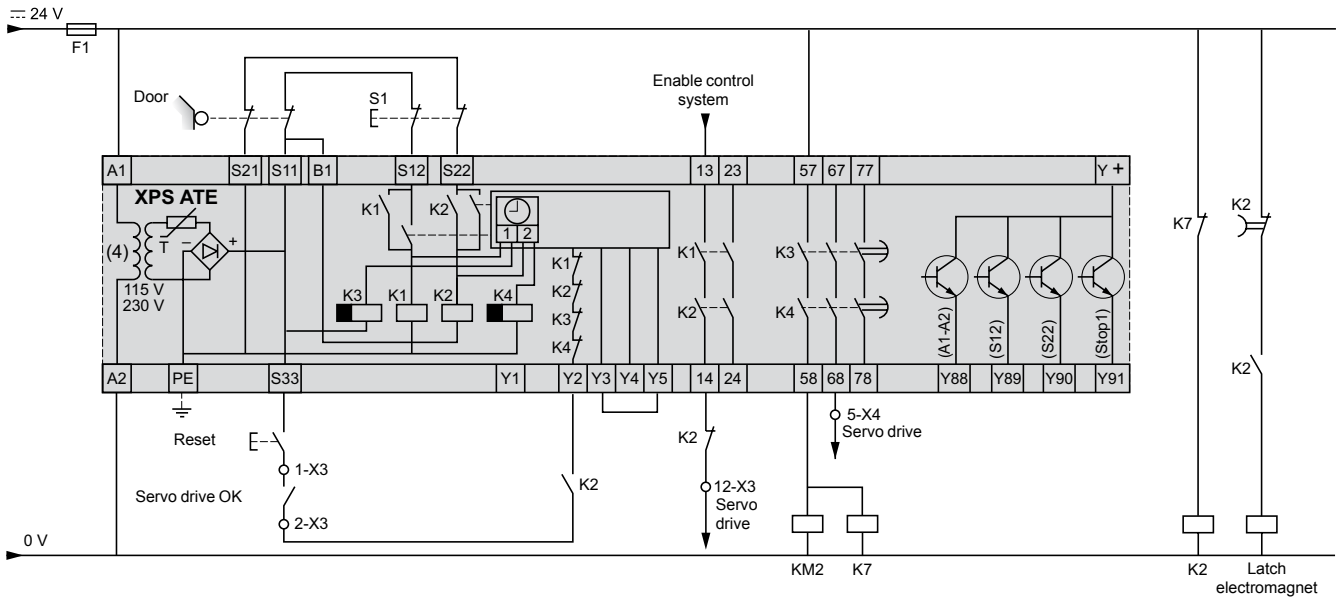 ⎓ 24 V
F1
Door
S1
Enable control
system
A1
S21
S11
B1
S12
S22
13
23
57
67
77
Y +
XPS ATE
K1
K2
1
2
K7
K2
(4)
T
−
+
115 V
230 V
K1
K3
K1
K2
K3
K1
K2
K4
K2
K3
K4
K2
K4
(A1-A2)
(S12)
(S22)
(Stop1)
A2
PE
S33
Y1
Y2
Y3
Y4
Y5
14
24
58
68
78
Y88
Y89
Y90
Y91
K2
5-X4
Servo drive
Reset
K2
1-X3
Servo drive OK
K2
12-X3
Servo
drive
2-X3
0 V
KM2
K7
K2
Latch
electromagnet